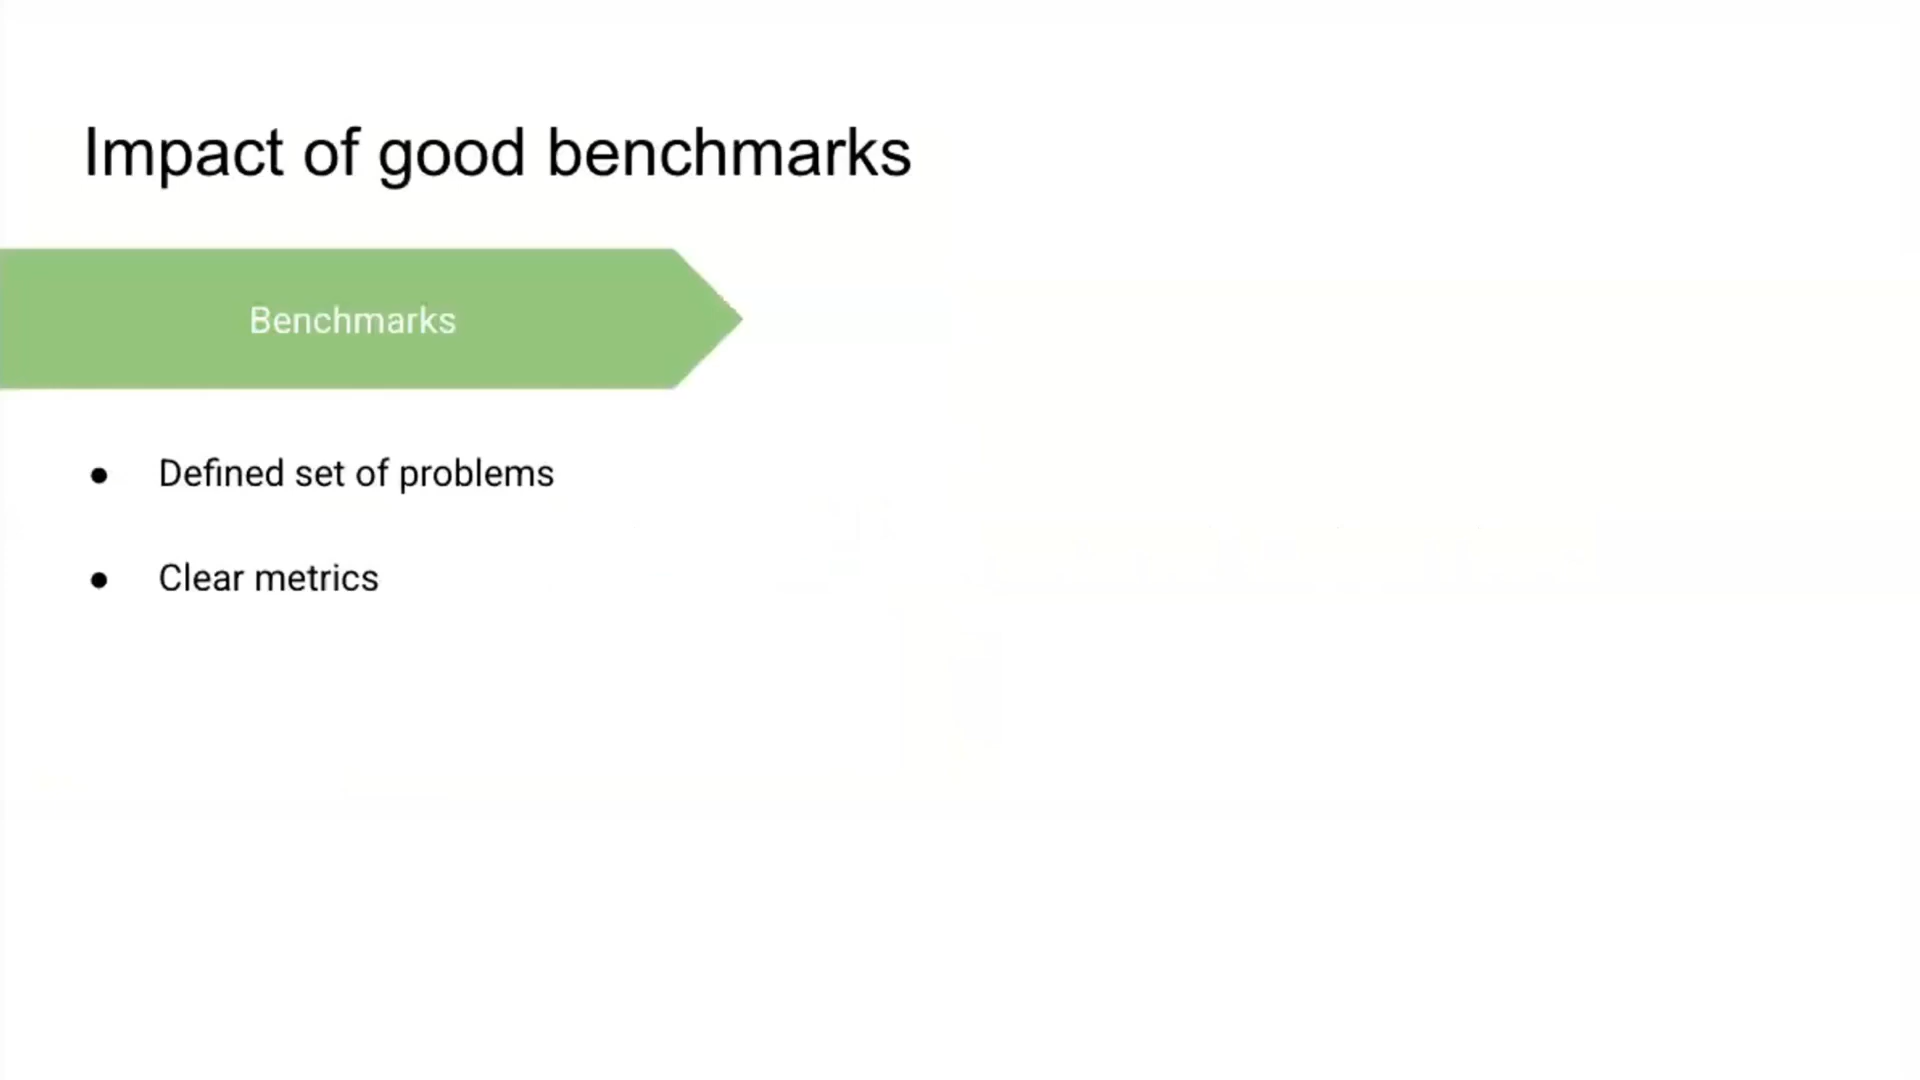 Impact of good benchmarks
Benchmarks
● Defined set of problems
● Clear metrics